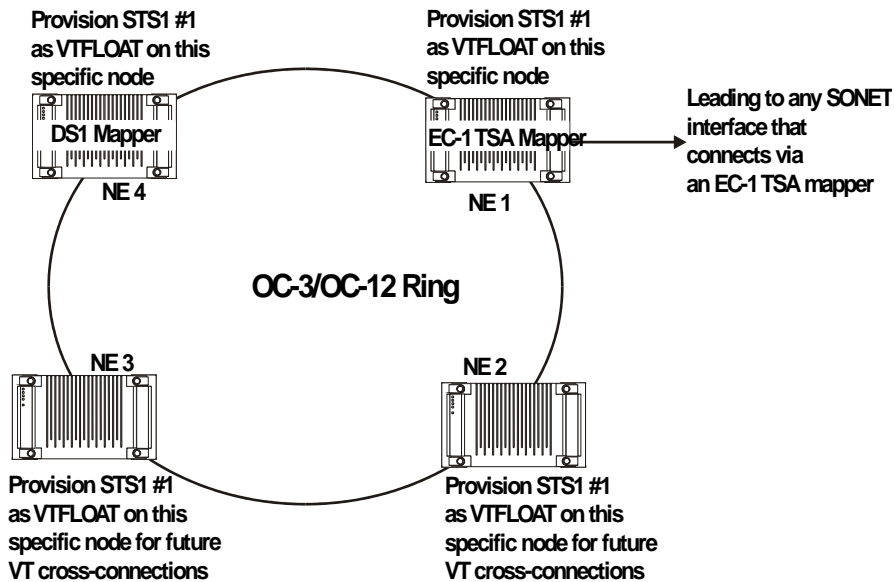 Provision STS1 #1
as VTFLOAT on this
specific node
DS1 Mapper
NE 4
Provision STS1 #1
as VTFLOAT on this
specific node
EC-1 TSA Mapper
NE 1
Leading to any SONET
interface that
connects via
an EC-1 TSA mapper
OC-3/OC-12 Ring
NE 3
Provision STS1 #1
as VTFLOAT on this
specific node for future
VT cross-connections
NE 2
Provision STS1 #1
as VTFLOAT on this
specific node for future
VT cross-connections